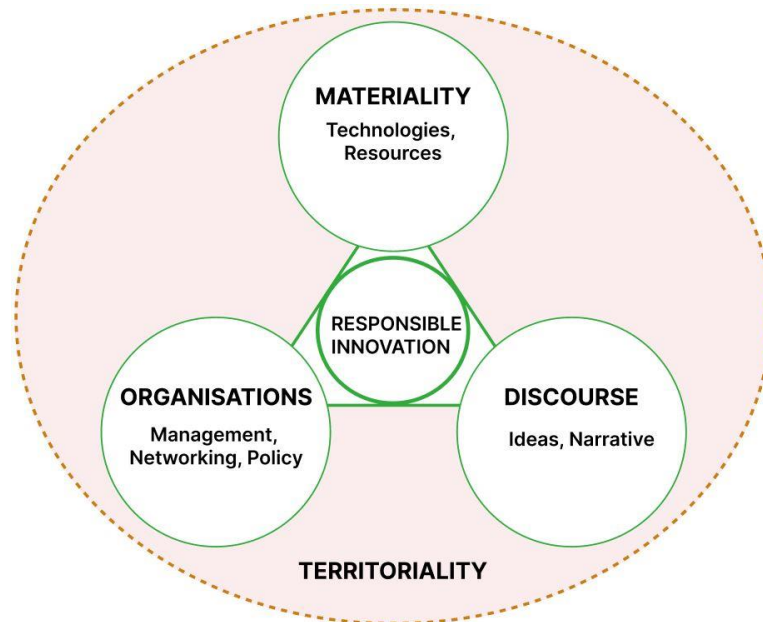 MATERIALITY
Technologies,
Resources
RESPONSIBLE
INNOVATION
ORGANISATIONS
Management,
Networking, Policy
DISCOURSE
Ideas, Narrative
TERRITORIALITY